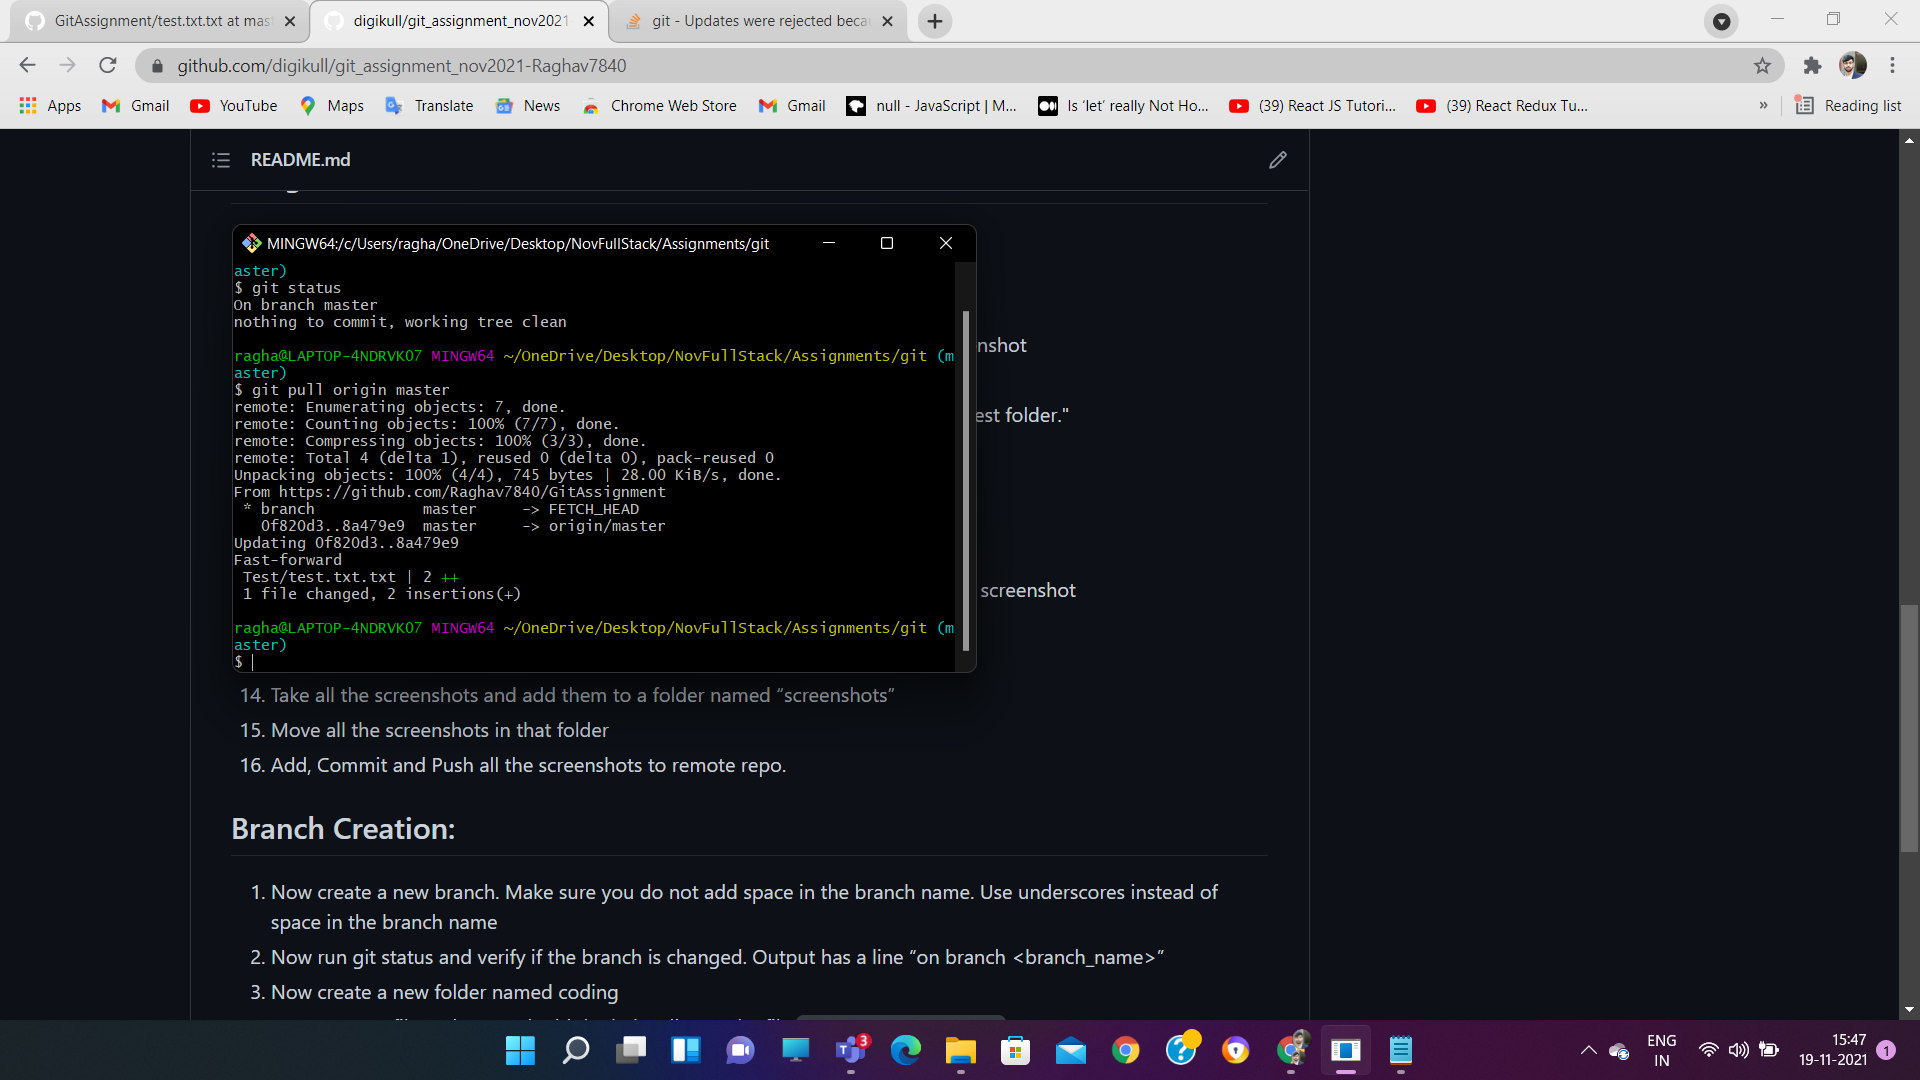 GitAssignment/test.txt.txt at mas
digikull/git_assignment_nov2021
git - Updates were rejected beca
github.com/digikull/git_assignment_nov2021-Raghav7840
Apps
Gmail
YouTube
Maps
Translate
News
Chrome Web Store
Gmail
null - JavaScript | M...
Is 'let' really Not Ho...
(39) React JS Tutori...
(39) React Redux Tu...
»
Reading list
README.md
MINGW64:/c/Users/ragha/OneDrive/Desktop/NovFullStack/Assignments/git
aster)
$ git status
On branch master
nothing to commit, working tree clean
ragha@LAPTOP-4NDRVKO7 MINGW64 ~/OneDrive/Desktop/NovFullStack/Assignments/git (m
aster)
$ git pull origin master
remote: Enumerating objects: 7, done.
remote: Counting objects: 100% (7/7), done.
remote: Compressing objects: 100% (3/3), done.
remote: Total 4 (delta 1), reused 0 (delta 0), pack-reused 0
Unpacking objects: 100% (4/4), 745 bytes | 28.00 KiB/s, done.
From https://github.com/Raghav7840/GitAssignment
* branch master -> FETCH_HEAD
0f820d3..8a479e9 master -> origin/master
Updating 0f820d3..8a479e9
Fast-forward
Test/test.txt.txt | 2 ++
1 file changed, 2 insertions(+)
ragha@LAPTOP-4NDRVKO7 MINGW64 ~/OneDrive/Desktop/NovFullStack/Assignments/git (m
aster)
$
nshot
est folder."
screenshot
14. Take all the screenshots and add them to a folder named “screenshots”
15. Move all the screenshots in that folder
16. Add, Commit and Push all the screenshots to remote repo.
Branch Creation:
1. Now create a new branch. Make sure you do not add space in the branch name. Use underscores instead of
space in the branch name
2. Now run git status and verify if the branch is changed. Output has a line “on branch <branch_name>”
3. Now create a new folder named coding
3
ENG
IN
15:47
19-11-2021
1